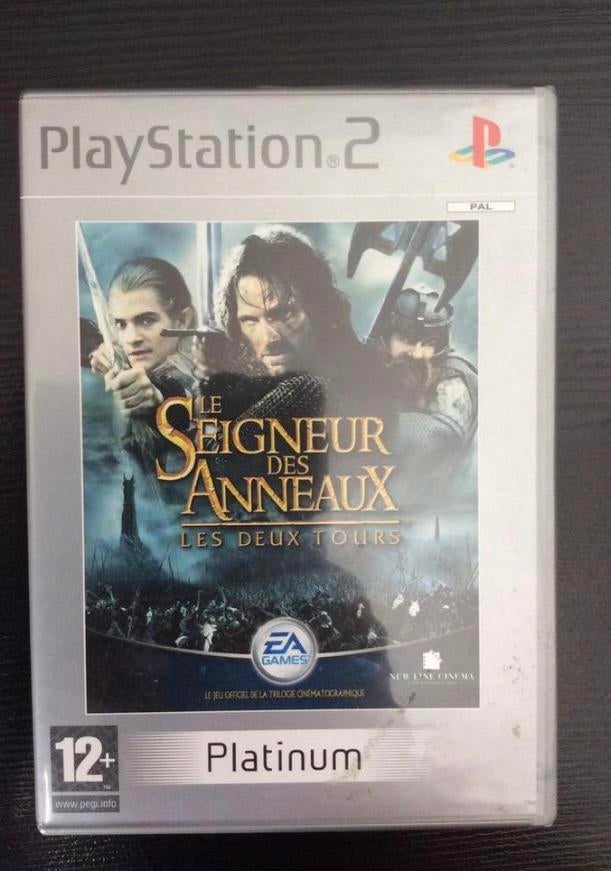 PlayStation®2
PAL
LE
SEIGNEUR
DES
ANNEAUX
LES DEUX TOURS
EA
GAMES
NEW LINE CINEMA
LE JEU OFFICIEL DE LA TRILOGIE CINÉMATOGRAPHIQUE
12+
www.pegi.info
Platinum